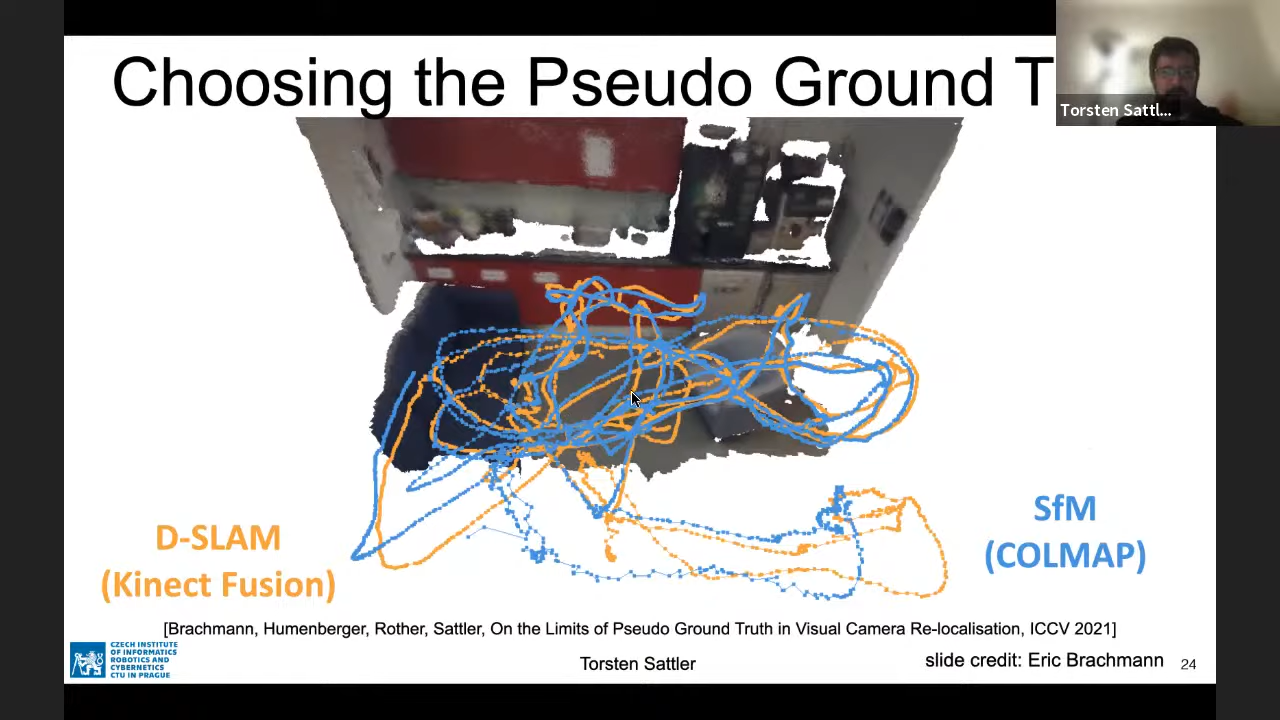 Choosing the Pseudo Ground T
Torsten Sattl...
D-SLAM
(Kinect Fusion)
SfM
(COLMAP)
[Brachmann, Humenberger, Rother, Sattler, On the Limits of Pseudo Ground Truth in Visual Camera Re-localisation, ICCV 2021]
CZECH INSTITUTE
OF INFORMATICS
ROBOTICS AND
CYBERNETICS
CTU IN PRAGUE
Torsten Sattler
slide credit: Eric Brachmann
24